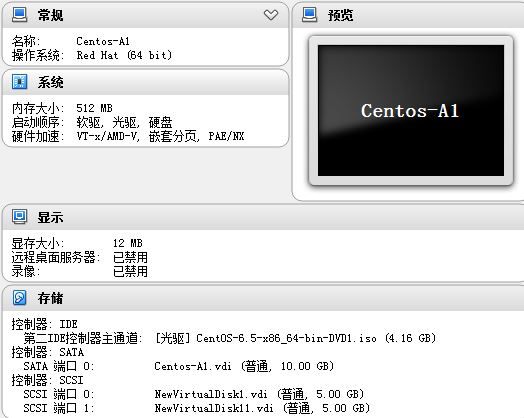 常规
名称: Centos-A1
操作系统: Red Hat (64 bit)
预览
Centos-A1
系统
内存大小: 512 MB
启动顺序: 软驱, 光驱, 硬盘
硬件加速: VT-x/AMD-V, 嵌套分页, PAE/NX
显示
显存大小: 12 MB
远程桌面服务器: 已禁用
录像: 已禁用
存储
控制器: IDE
第二IDE控制器主通道: [光驱] CentOS-6.5-x86_64-bin-DVD1.iso (4.16 GB)
控制器: SATA
SATA 端口 0: Centos-A1.vdi (普通, 10.00 GB)
控制器: SCSI
SCSI 端口 0: NewVirtualDisk1.vdi (普通, 5.00 GB)
SCSI 端口 1: NewVirtualDisk11.vdi (普通, 5.00 GB)